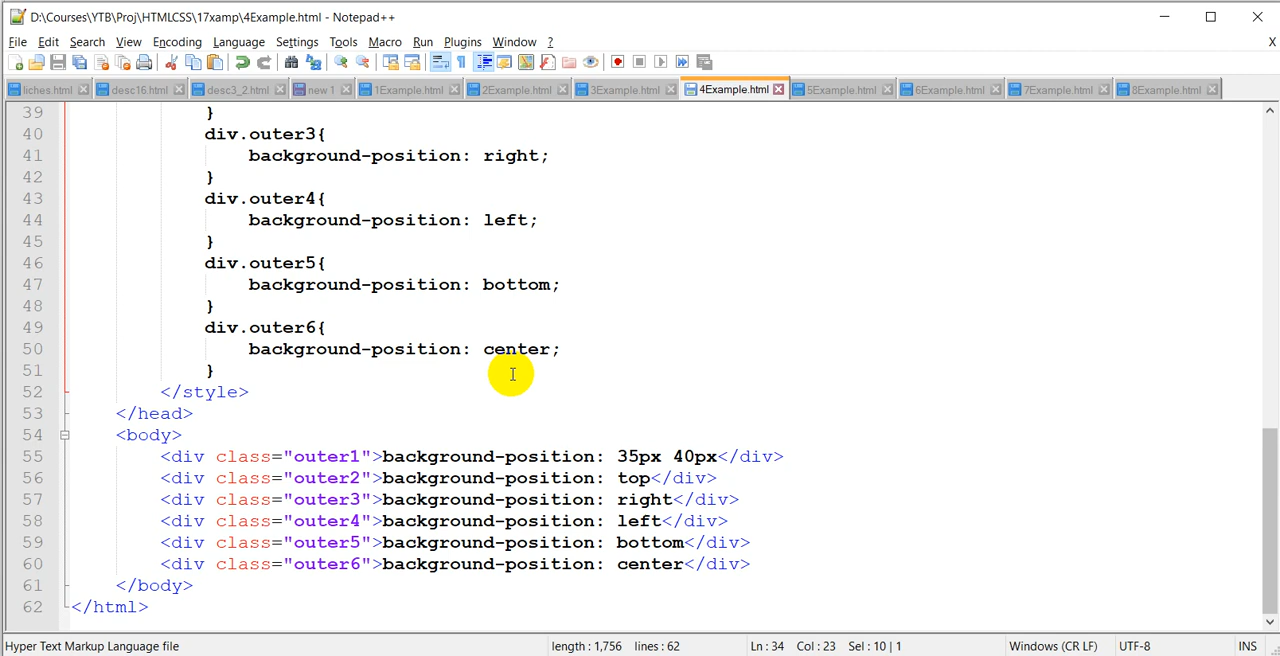 D:\Courses\YTB\Proj\HTMLCSS\17xamp\4Example.html - Notepad++
File Edit Search View Encoding Language Settings Tools Macro Run Plugins Window ? X
liches.html desc16.html desc3_2.html new 1 1Example.html 2Example.html 3Example.html 4Example.html 5Example.html 6Example.html 7Example.html 8Example.html
39 }
40 div.outer3{
41 background-position: right;
42 }
43 div.outer4{
44 background-position: left;
45 }
46 div.outer5{
47 background-position: bottom;
48 }
49 div.outer6{
50 background-position: center;
51 }
52 </style>
53 </head>
54 <body>
55 <div class="outer1">background-position: 35px 40px</div>
56 <div class="outer2">background-position: top</div>
57 <div class="outer3">background-position: right</div>
58 <div class="outer4">background-position: left</div>
59 <div class="outer5">background-position: bottom</div>
60 <div class="outer6">background-position: center</div>
61 </body>
62 </html>
Hyper Text Markup Language file length : 1,756 lines : 62 Ln : 34 Col : 23 Sel : 10 | 1 Windows (CR LF) UTF-8 INS